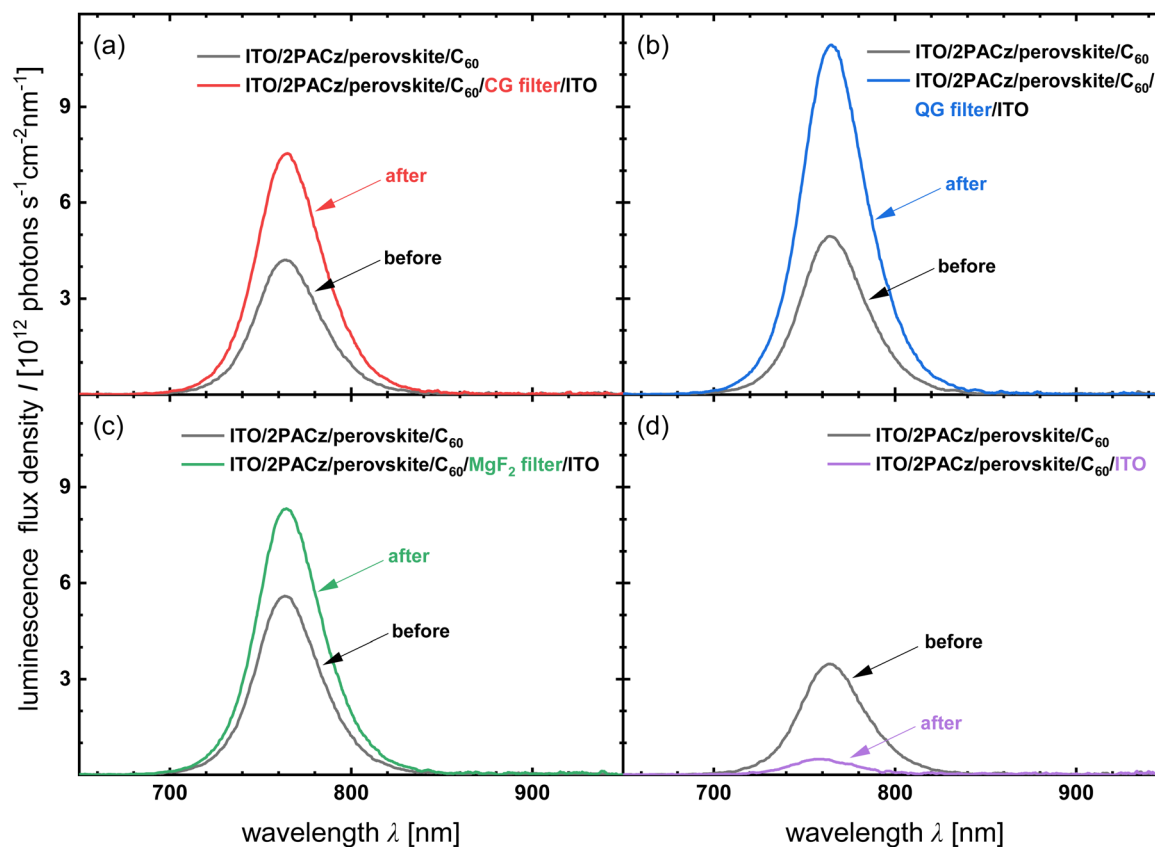 luminescence flux density I [10¹² photons s⁻¹cm⁻²nm⁻¹]
(a)
ITO/2PACz/perovskite/C₆₀
ITO/2PACz/perovskite/C₆₀/CG filter/ITO
9
6
3
after
before
(b)
ITO/2PACz/perovskite/C₆₀
ITO/2PACz/perovskite/C₆₀/
QG filter/ITO
after
before
(c)
ITO/2PACz/perovskite/C₆₀
ITO/2PACz/perovskite/C₆₀/MgF₂ filter/ITO
9
6
3
after
before
700 800 900
wavelength λ [nm]
(d)
ITO/2PACz/perovskite/C₆₀
ITO/2PACz/perovskite/C₆₀/ITO
before
after
700 800 900
wavelength λ [nm]